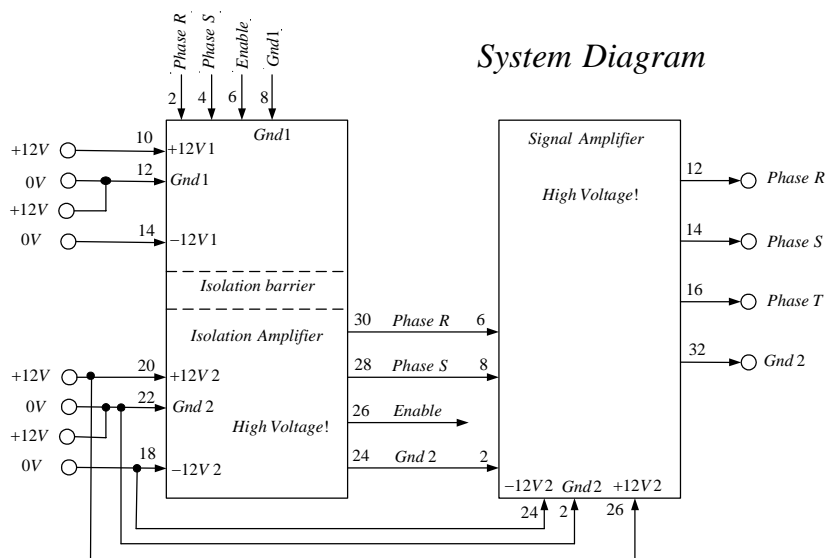 System Diagram
Phase R
Phase S
Enable
Gnd1
2
4
6
8
Gnd1
+12V
10
+12V1
0V
12
Gnd1
+12V
0V
14
−12V1
Isolation barrier
Isolation Amplifier
+12V
20
+12V2
0V
22
Gnd2
+12V
High Voltage!
0V
18
−12V2
30
Phase R
6
28
Phase S
8
26
Enable
24
Gnd2
2
Signal Amplifier
High Voltage!
12
Phase R
14
Phase S
16
Phase T
32
Gnd2
−12V2
Gnd2
+12V2
24
2
26